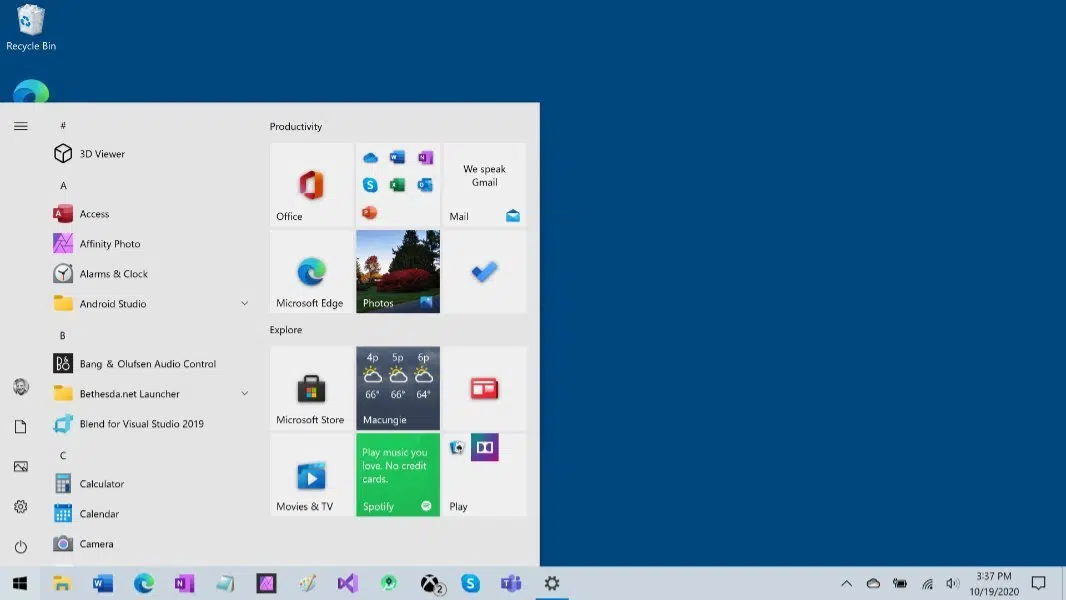 Recycle Bin
#
3D Viewer
A
Access
Affinity Photo
Alarms & Clock
Android Studio
B
Bang & Olufsen Audio Control
Bethesda.net Launcher
Blend for Visual Studio 2019
C
Calculator
Calendar
Camera
Productivity
Office
We speak
Gmail
Mail
Microsoft Edge
Photos
Explore
Microsoft Store
4p 5p 6p
66° 66° 64°
Macungie
Movies & TV
Play music you
love. No credit
cards.
Spotify
Play
2
3:37 PM
10/19/2020